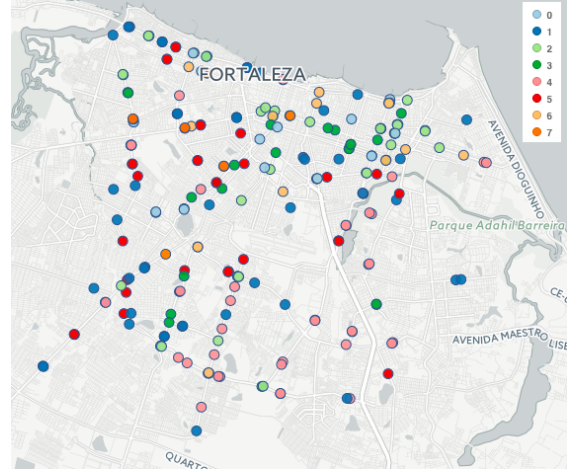 0
1
2
3
4
5
6
7
FORTALEZA
AVENIDA DIOGUINHO
Parque Adahil Barreira
CE-
AVENIDA MAESTRO LISB
QUARTO